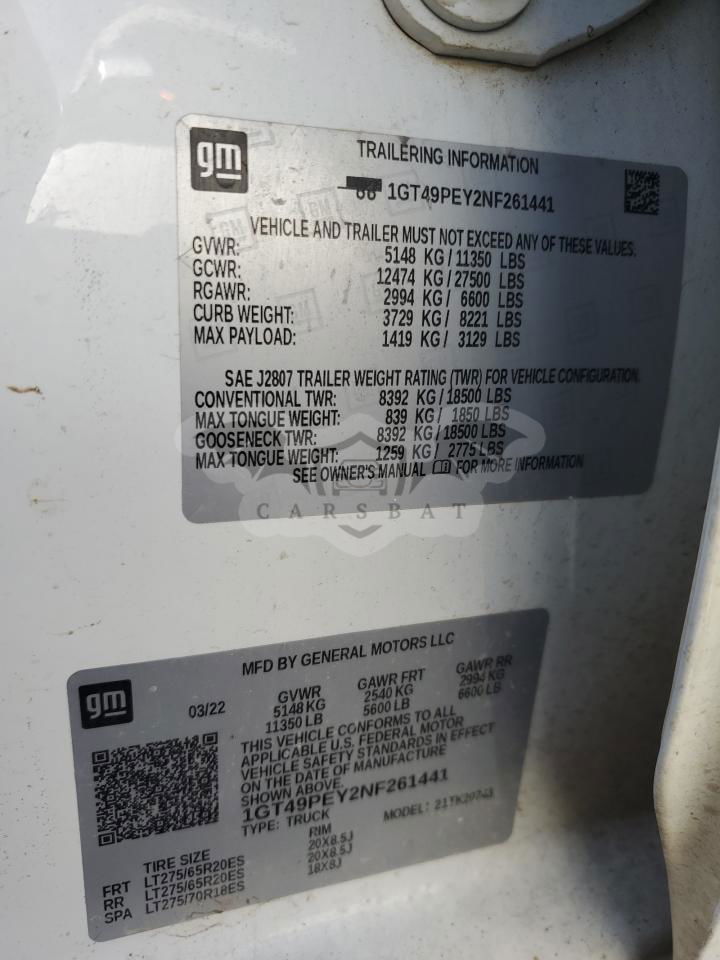 gm
TRAILERING INFORMATION
1GT49PEY2NF261441
VEHICLE AND TRAILER MUST NOT EXCEED ANY OF THESE VALUES.
GVWR: 5148 KG / 11350 LBS
GCWR: 12474 KG / 27500 LBS
RGAWR: 2994 KG / 6600 LBS
CURB WEIGHT: 3729 KG / 8221 LBS
MAX PAYLOAD: 1419 KG / 3129 LBS
SAE J2807 TRAILER WEIGHT RATING (TWR) FOR VEHICLE CONFIGURATION.
CONVENTIONAL TWR: 8392 KG / 18500 LBS
MAX TONGUE WEIGHT: 839 KG / 1850 LBS
GOOSENECK TWR: 8392 KG / 18500 LBS
MAX TONGUE WEIGHT: 1259 KG / 2775 LBS
SEE OWNER'S MANUAL FOR MORE INFORMATION
CARSBAT
gm
MFD BY GENERAL MOTORS LLC
03/22 GVWR GAWR FRT GAWR RR
5148 KG 2540 KG 2994 KG
11350 LB 5600 LB 6600 LB
THIS VEHICLE CONFORMS TO ALL
APPLICABLE U.S. FEDERAL MOTOR
VEHICLE SAFETY STANDARDS IN EFFECT
ON THE DATE OF MANUFACTURE
SHOWN ABOVE.
1GT49PEY2NF261441
TYPE: TRUCK MODEL:
TIRE SIZE RIM
FRT LT275/65R20ES 20X8.5J
RR LT275/65R20ES 20X8.5J
SPA LT275/70R18ES 18X8J